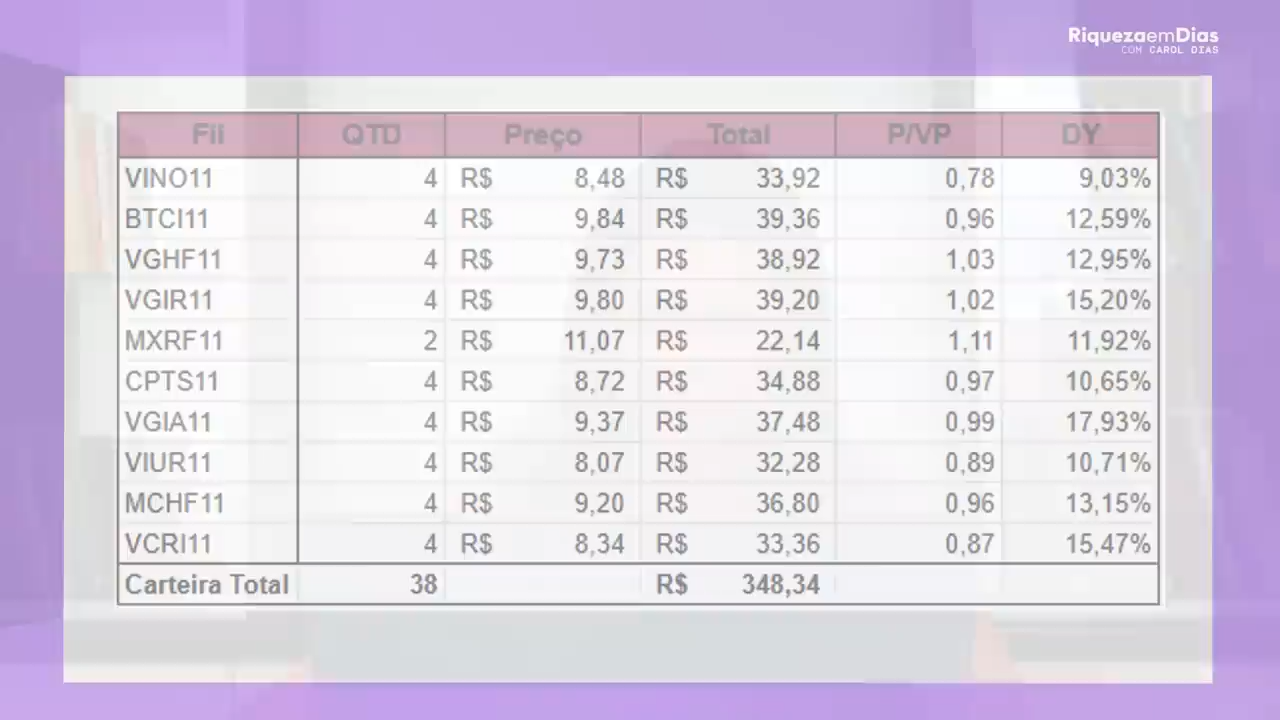 RiquezaemDias
COM CAROL DIAS
FII QTD Preço Total P/VP DY
VINO11 4 R$ 8,48 R$ 33,92 0,78 9,03%
BTCI11 4 R$ 9,84 R$ 39,36 0,96 12,59%
VGHF11 4 R$ 9,73 R$ 38,92 1,03 12,95%
VGIR11 4 R$ 9,80 R$ 39,20 1,02 15,20%
MXRF11 2 R$ 11,07 R$ 22,14 1,11 11,92%
CPTS11 4 R$ 8,72 R$ 34,88 0,97 10,65%
VGIA11 4 R$ 9,37 R$ 37,48 0,99 17,93%
VIUR11 4 R$ 8,07 R$ 32,28 0,89 10,71%
MCHF11 4 R$ 9,20 R$ 36,80 0,96 13,15%
VCRI11 4 R$ 8,34 R$ 33,36 0,87 15,47%
Carteira Total 38 R$ 348,34